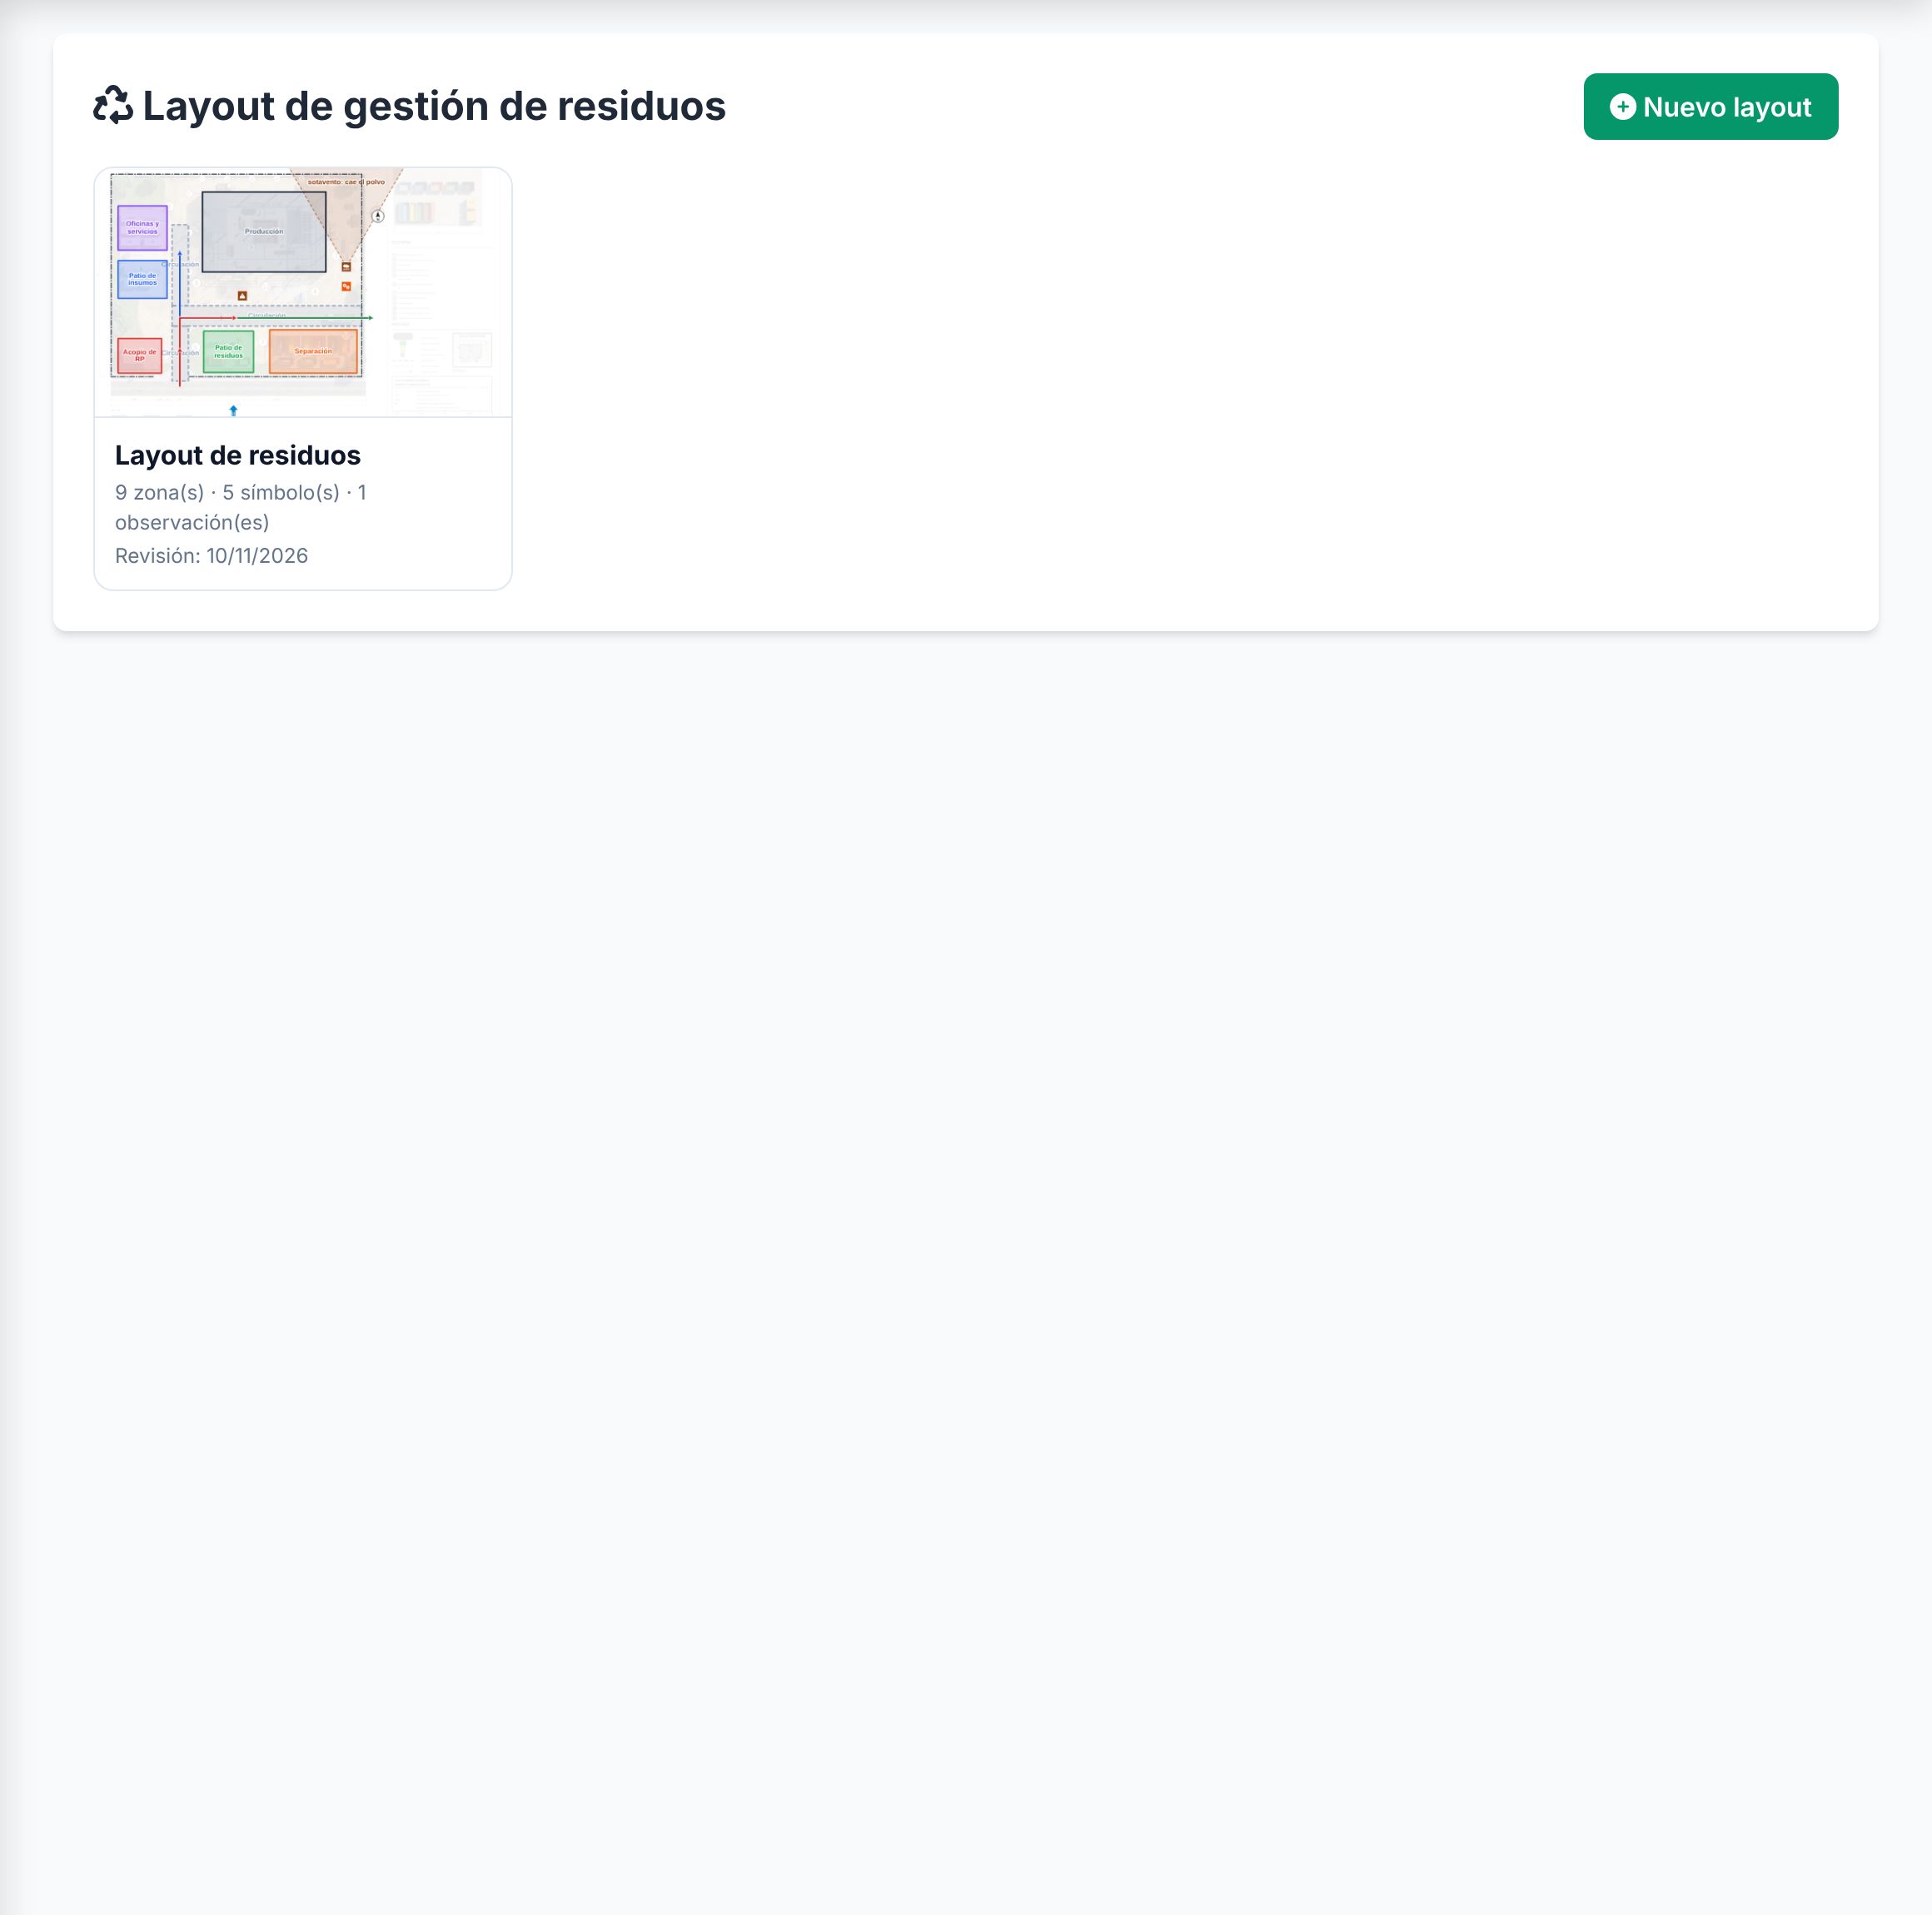 Layout de gestión de residuos
Nuevo layout
sotavento: cae el polvo
Oficinas y
servicios
Producción
Patio de
insumos
Circulación
Circulación
Acopio de
RP
Circulación
Patio de
residuos
Separación
Layout de residuos
9 zona(s) · 5 símbolo(s) · 1
observación(es)
Revisión: 10/11/2026